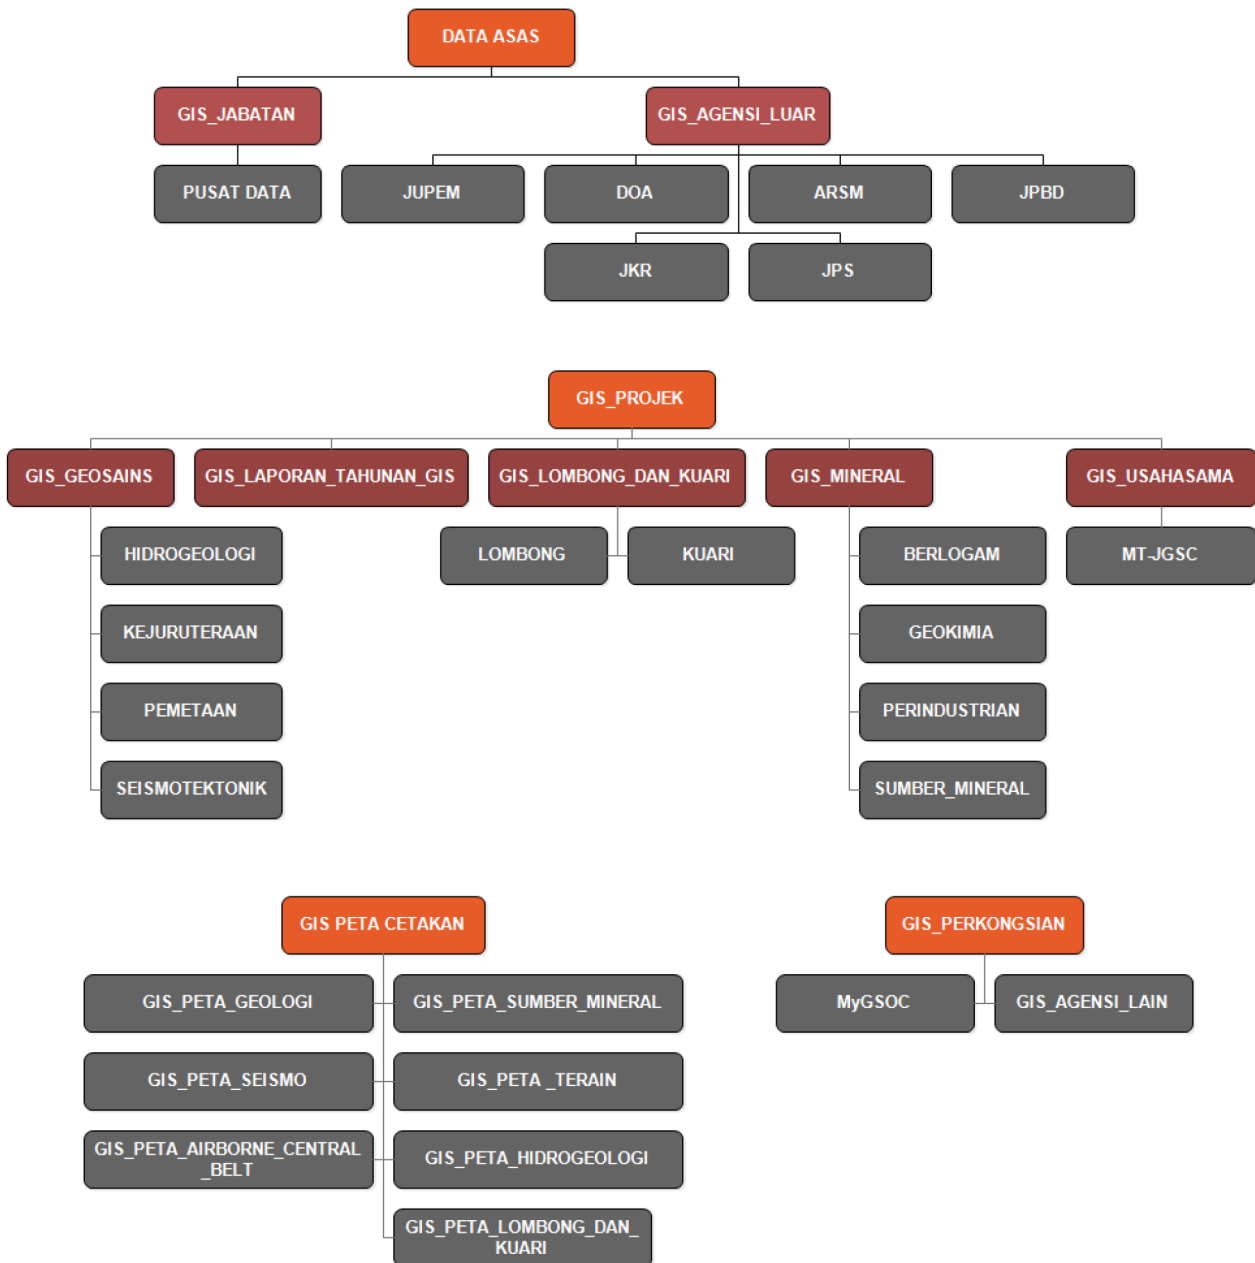 DATA ASAS
GIS_JABATAN
GIS_AGENSI_LUAR
PUSAT DATA
JUPEM
DOA
ARSM
JPBD
JKR
JPS
GIS_PROJEK
GIS_GEOSAINS
GIS_LAPORAN_TAHUNAN_GIS
GIS_LOMBONG_DAN_KUARI
GIS_MINERAL
GIS_USAHASAMA
HIDROGEOLOGI
LOMBONG
KUARI
BERLOGAM
MT-JGSC
KEJURUTERAAN
GEOKIMIA
PEMETAAN
PERINDUSTRIAN
SEISMOTEKTONIK
SUMBER_MINERAL
GIS PETA CETAKAN
GIS_PERKONGSIAN
GIS_PETA_GEOLOGI
GIS_PETA_SUMBER_MINERAL
MyGSOC
GIS_AGENSI_LAIN
GIS_PETA_SEISMO
GIS_PETA _TERAIN
GIS_PETA_AIRBORNE_CENTRAL
_BELT
GIS_PETA_HIDROGEOLOGI
GIS_PETA_LOMBONG_DAN_
KUARI